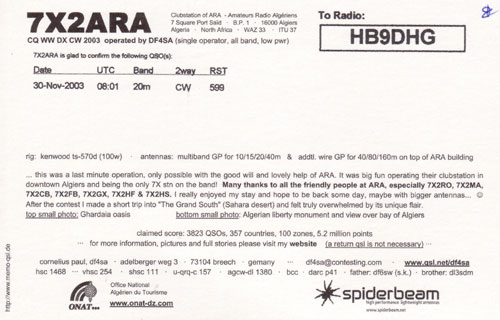 7X2ARA
Clubstation of ARA - Amateurs Radio Algériens
7 Square Port Saïd · B.P. 1 · 16000 Algiers
Algeria · North Africa · WAZ 33 · ITU 37
CQ WW DX CW 2003 operated by DF4SA (single operator, all band, low pwr)
To Radio:
HB9DHG
7X2ARA is glad to confirm the following QSO(s):
Date UTC Band 2way RST
30-Nov-2003 08:01 20m CW 599
rig: kenwood ts-570d (100w) · antennas: multiband GP for 10/15/20/40m & addtl. wire GP for 40/80/160m on top of ARA building
... this was a last minute operation, only possible with the good will and lovely help of ARA. It was big fun operating their clubstation in
downtown Algiers and being the only 7X stn on the band! Many thanks to all the friendly people at ARA, especially 7X2RO, 7X2MA,
7X2CB, 7X2FB, 7X2GX, 7X2HF & 7X2HS. I really enjoyed my stay and hope to be back some day, maybe with bigger antennas... ☺
After the contest I made a short trip into "The Grand South" (Sahara desert) and felt truly overwhelmed by its unique flair.
top small photo: Ghardaia oasis bottom small photo: Algerian liberty monument and view over bay of Algiers
claimed score: 3823 QSOs, 357 countries, 100 zones, 5.2 million points
··· for more information, pictures and full stories please visit my website (a return qsl is not necessary) ···
cornelius paul, df4sa · adelberger weg 3 · 73104 breech · gemany ··· df4sa@contesting.com · www.qsl.net/df4sa
hsc 1468 ··· vhsc 254 · shsc 111 · u-qrq-c 157 · agcw-dl 1380 · bcc · darc p41 · father: df6sw (s.k.) · brother: dl3sdm
http://www.memo-qsl.de
ONAT...
Office National
Algérien du Tourisme
www.onat-dz.com
spiderbeam
high performance lightweight antennas